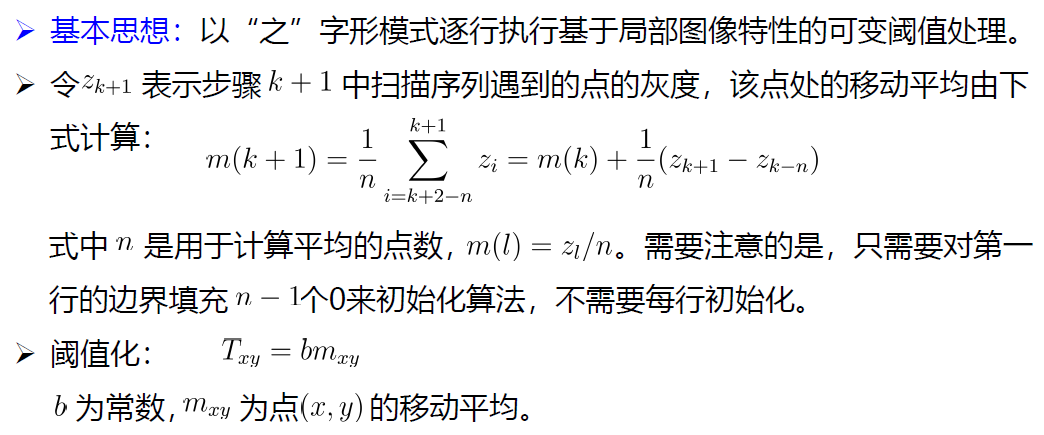 ➢ 基本思想：以“之”字形模式逐行执行基于局部图像特性的可变阈值处理。
➢ 令 $z_{k+1}$ 表示步骤 $k+1$ 中扫描序列遇到的点的灰度，该点处的移动平均由下
式计算： $m(k+1) = \frac{1}{n} \sum_{i=k+2-n}^{k+1} z_i = m(k) + \frac{1}{n}(z_{k+1} - z_{k-n})$
式中 $n$ 是用于计算平均的点数，$m(l) = z_l/n$。需要注意的是，只需要对第一
行的边界填充 $n-1$个0来初始化算法，不需要每行初始化。
➢ 阈值化： $T_{xy} = bm_{xy}$
$b$ 为常数，$m_{xy}$ 为点$(x, y)$的移动平均。